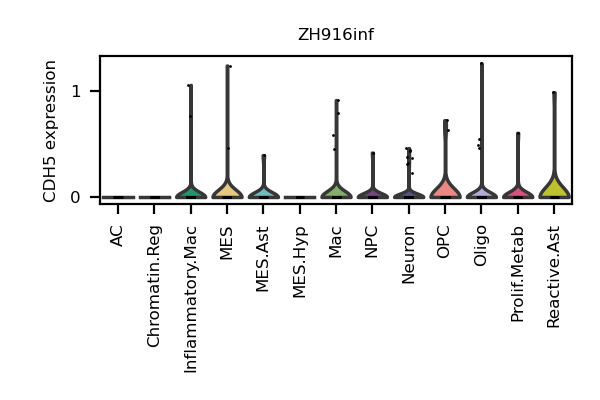 ZH916inf
CDH5 expression
1
0
AC
Chromatin.Reg
Inflammatory.Mac
MES
MES.Ast
MES.Hyp
Mac
NPC
Neuron
OPC
Oligo
Prolif.Metab
Reactive.Ast